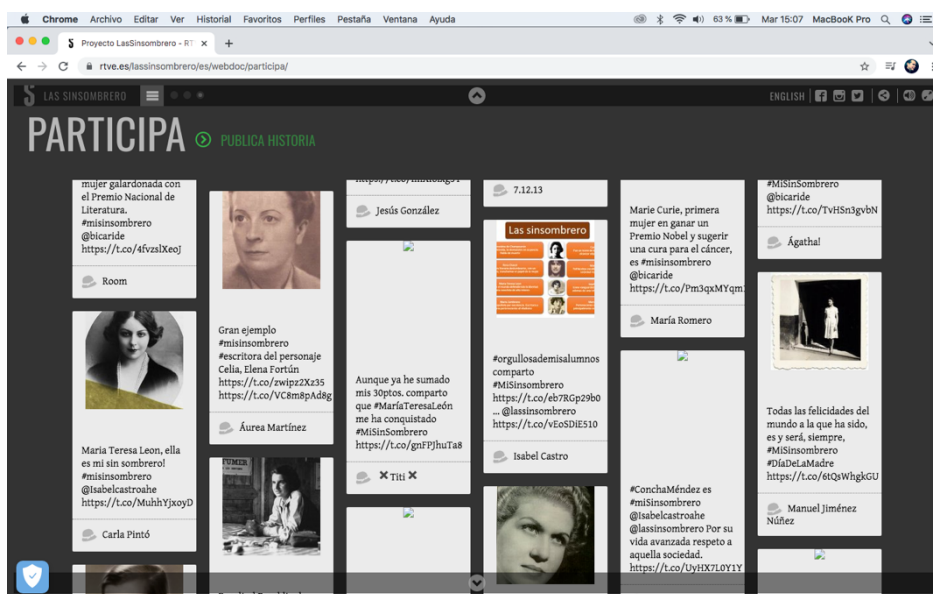 Chrome Archivo Editar Ver Historial Favoritos Perfiles Pestaña Ventana Ayuda
63 % Mar 15:07 MacBooK Pro
Proyecto LasSinsombrero - RT
rtve.es/lassinsombrero/es/webdoc/participa/
LAS SINSOMBRERO
ENGLISH
PARTICIPA
PUBLICA HISTORIA
mujer galardonada con
el Premio Nacional de
Literatura.
#misinsombrero
@bicaride
https://t.co/4fvzslXeoJ
Room
Maria Teresa Leon, ella
es mi sin sombrero!
#misinsombrero
@Isabelcastroahe
https://t.co/MuhhYjxoyD
Carla Pintó
Gran ejemplo
#misinsombrero
#escritora del personaje
Celia, Elena Fortún
https://t.co/zwipz2Xz35
https://t.co/VC8m8pAd8g
Áurea Martínez
Jesús González
Aunque ya he sumado
mis 30ptos. comparto
que #MaríaTeresaLeón
me ha conquistado
#MiSinSombrero
https://t.co/gnFPJhuTa8
Titi
7.12.13
Las sinsombrero
#orgullosademisalumnos
comparto
#MiSinsombrero
https://t.co/eb7RGp29b0
... @lassinsombrero
https://t.co/vEoSDiE510
Isabel Castro
Marie Curie, primera
mujer en ganar un
Premio Nobel y sugerir
una cura para el cáncer,
es #misinsombrero
@bicaride
https://t.co/Pm3qxMYqm
María Romero
#ConchaMéndez es
#miSinsombrero
@Isabelcastroahe
@lassinsombrero Por su
vida avanzada respeto a
aquella sociedad.
https://t.co/UyHX7L0Y1Y
#MiSinSombrero
@bicaride
https://t.co/TvHSn3gvbN
Ágatha!
Todas las felicidades del
mundo a la que ha sido,
es y será, siempre,
#MiSinsombrero
#DíaDeLaMadre
https://t.co/6tQsWhgkGU
Manuel Jiménez
Núñez